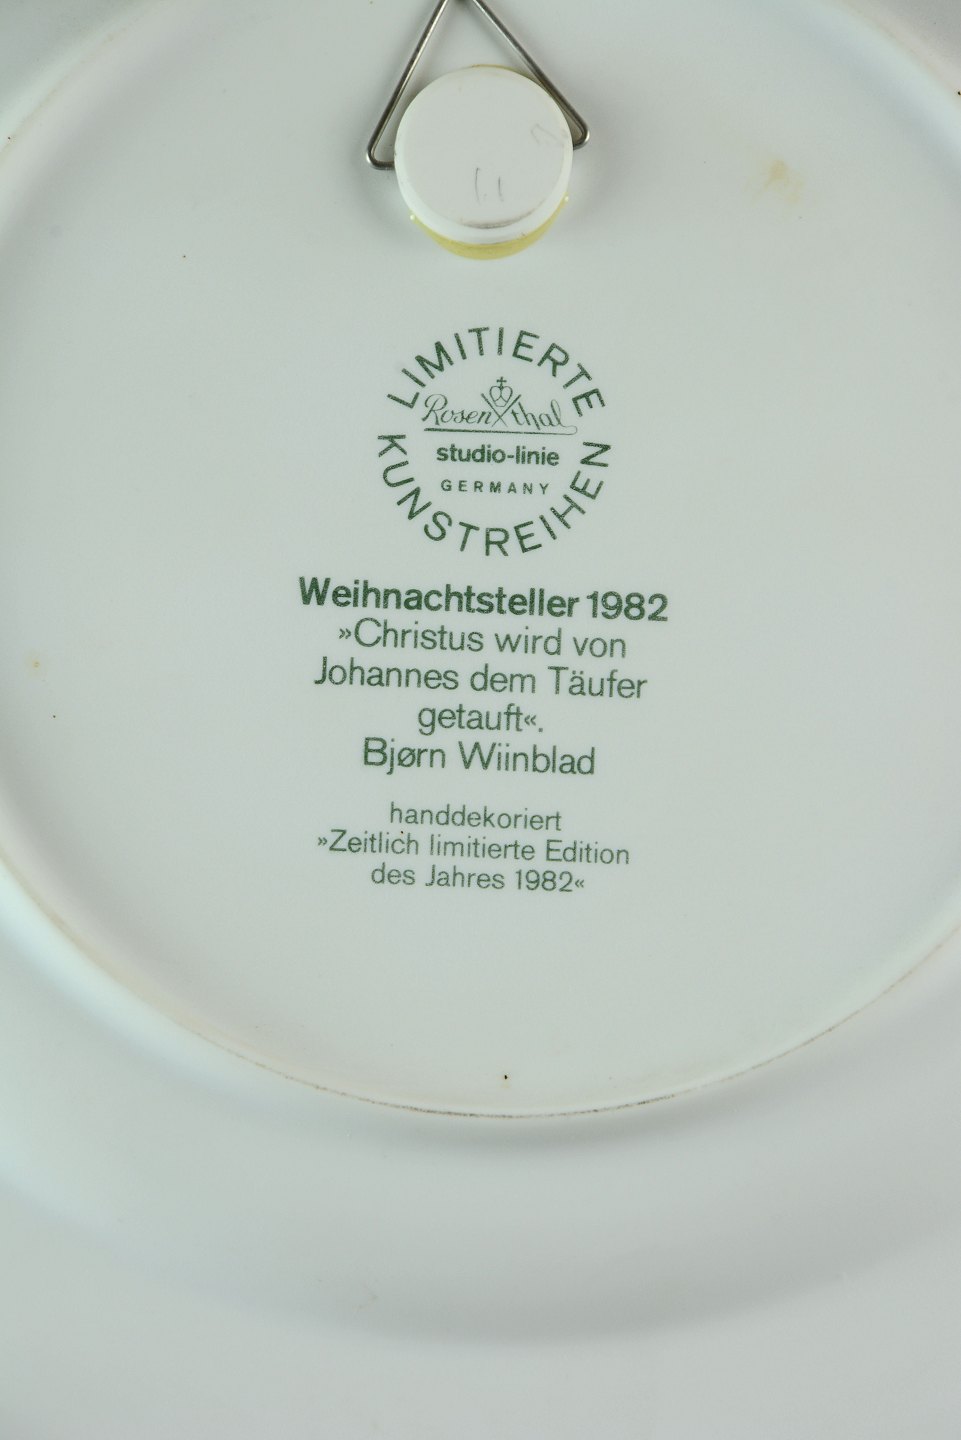 LIMITIERTE
Rosenthal
studio-linie
GERMANY
KUNSTREIHEN
Weihnachtsteller 1982
»Christus wird von
Johannes dem Täufer
getauft«.
Bjørn Wiinblad
handdekoriert
»Zeitlich limitierte Edition
des Jahres 1982«